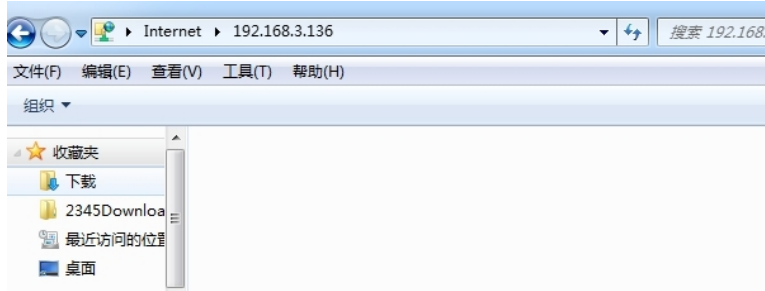 Internet 192.168.3.136 搜索 192.168.
文件(F) 编辑(E) 查看(V) 工具(T) 帮助(H)
组织
收藏夹
下载
2345Downloa
最近访问的位置
桌面